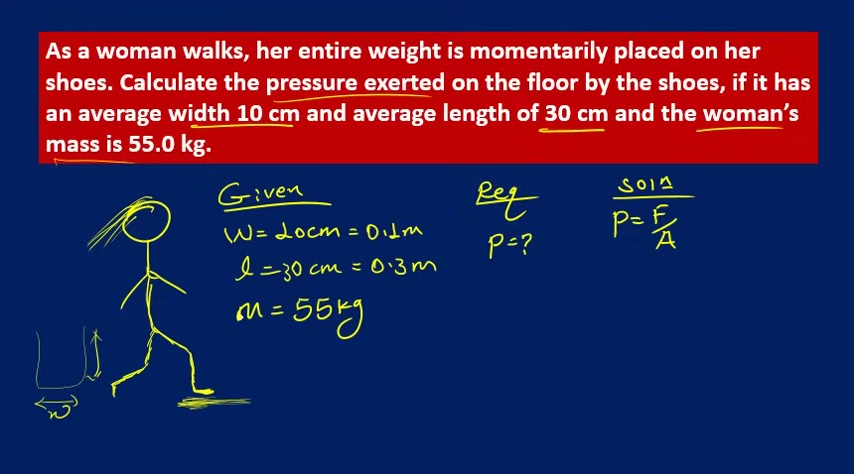 As a woman walks, her entire weight is momentarily placed on her
shoes. Calculate the pressure exerted on the floor by the shoes, if it has
an average width 10 cm and average length of 30 cm and the woman's
mass is 55.0 kg.
Given
W = 10cm = 0.1m
l = 30 cm = 0.3m
m = 55kg
Req
P = ?
Soln
P = F/A
w